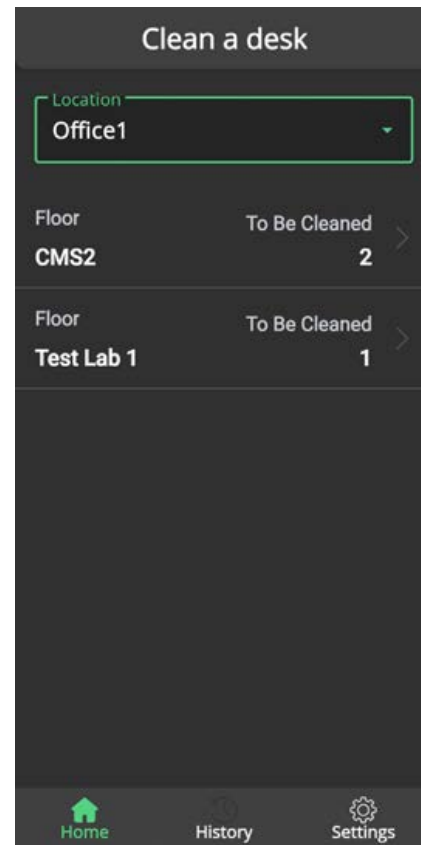 Clean a desk
Location
Office1
Floor To Be Cleaned
CMS2 2
Floor To Be Cleaned
Test Lab 1 1
Home History Settings